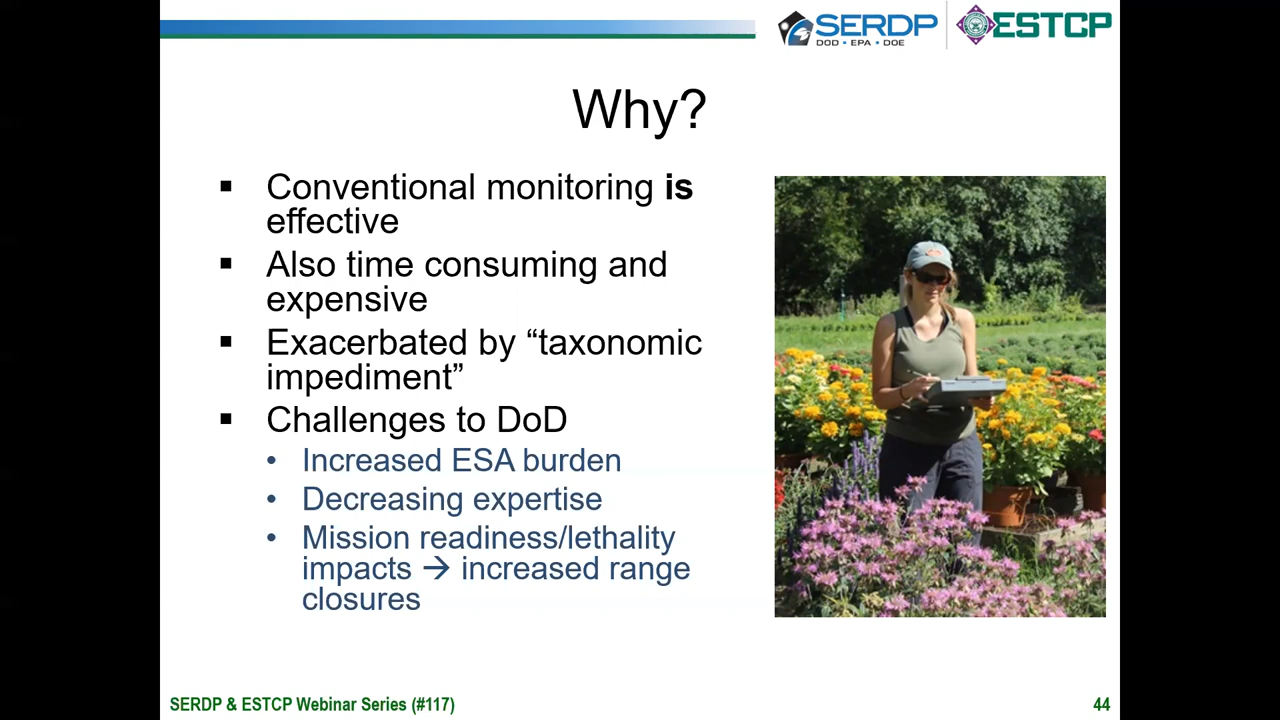 SERDP
DOD • EPA • DOE
ESTCP
Why?
▪ Conventional monitoring is
effective
▪ Also time consuming and
expensive
▪ Exacerbated by “taxonomic
impediment”
▪ Challenges to DoD
• Increased ESA burden
• Decreasing expertise
• Mission readiness/lethality
impacts → increased range
closures
SERDP & ESTCP Webinar Series (#117)
44